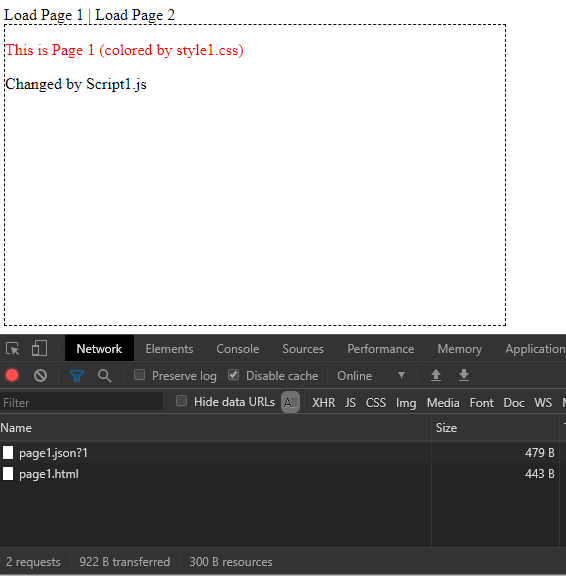 Load Page 1 | Load Page 2
This is Page 1 (colored by style1.css)
Changed by Script1.js
Network Elements Console Sources Performance Memory Application
Preserve log Disable cache Online
Filter Hide data URLs All XHR JS CSS Img Media Font Doc WS
Name Size
page1.json?1 479 B
page1.html 443 B
2 requests 922 B transferred 300 B resources